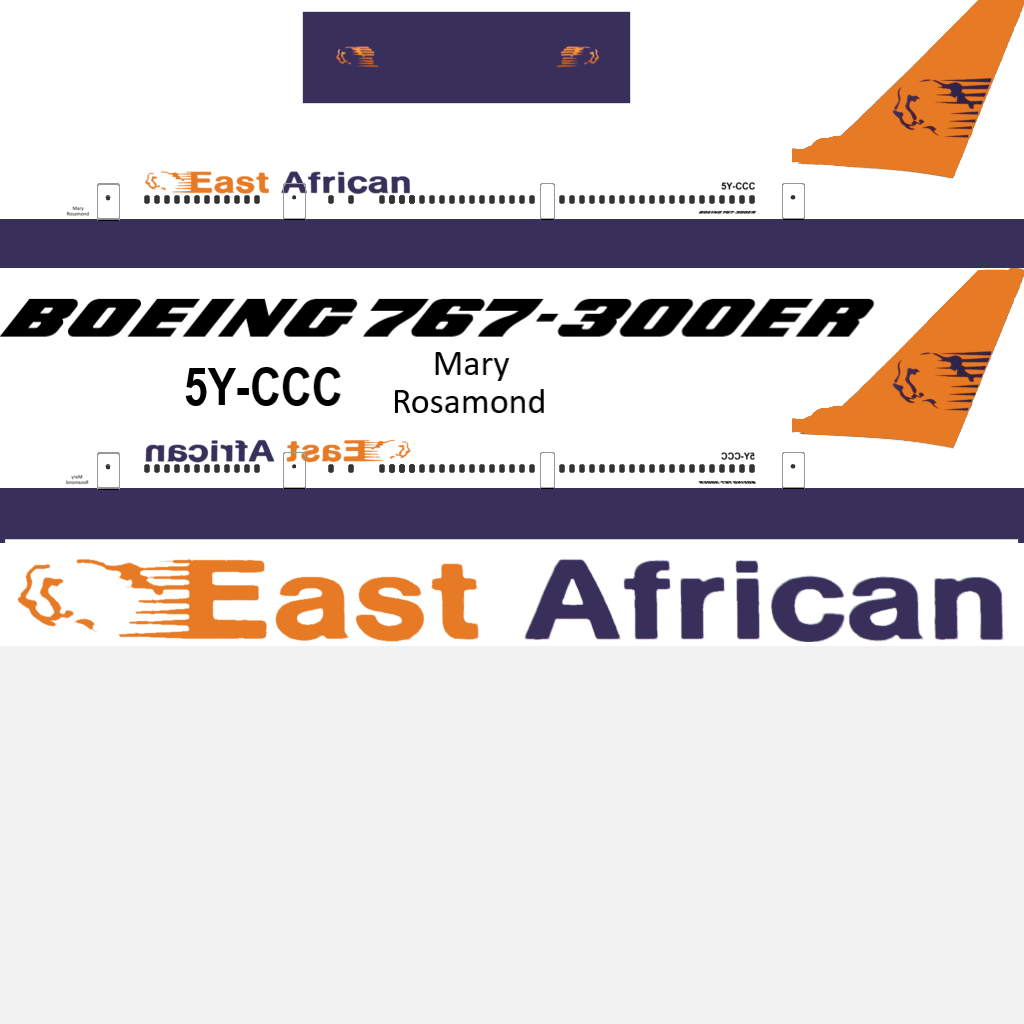 East African
5Y-CCC
Mary
Rosamond
BOEING 767-300ER
BOEING 767-300ER
5Y-CCC
Mary
Rosamond
East African
5Y-CCC
Mary
Rosamond
BOEING 767-300ER
East African